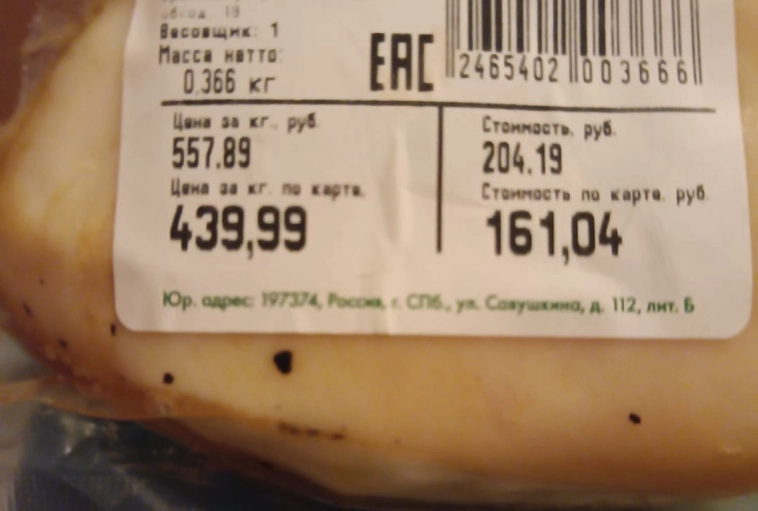 Весовщик: 1
Масса нетто:
0.366 кг
EAC
2465402 003666
Цена за кг., руб.
557.89
Цена за кг. по карте.
439,99
Стоимость, руб.
204.19
Стоимость по карте, руб.
161,04
Юр. адрес: 197374, Россия, г. СПб., ул. Савушкина, д. 112, лит. Б